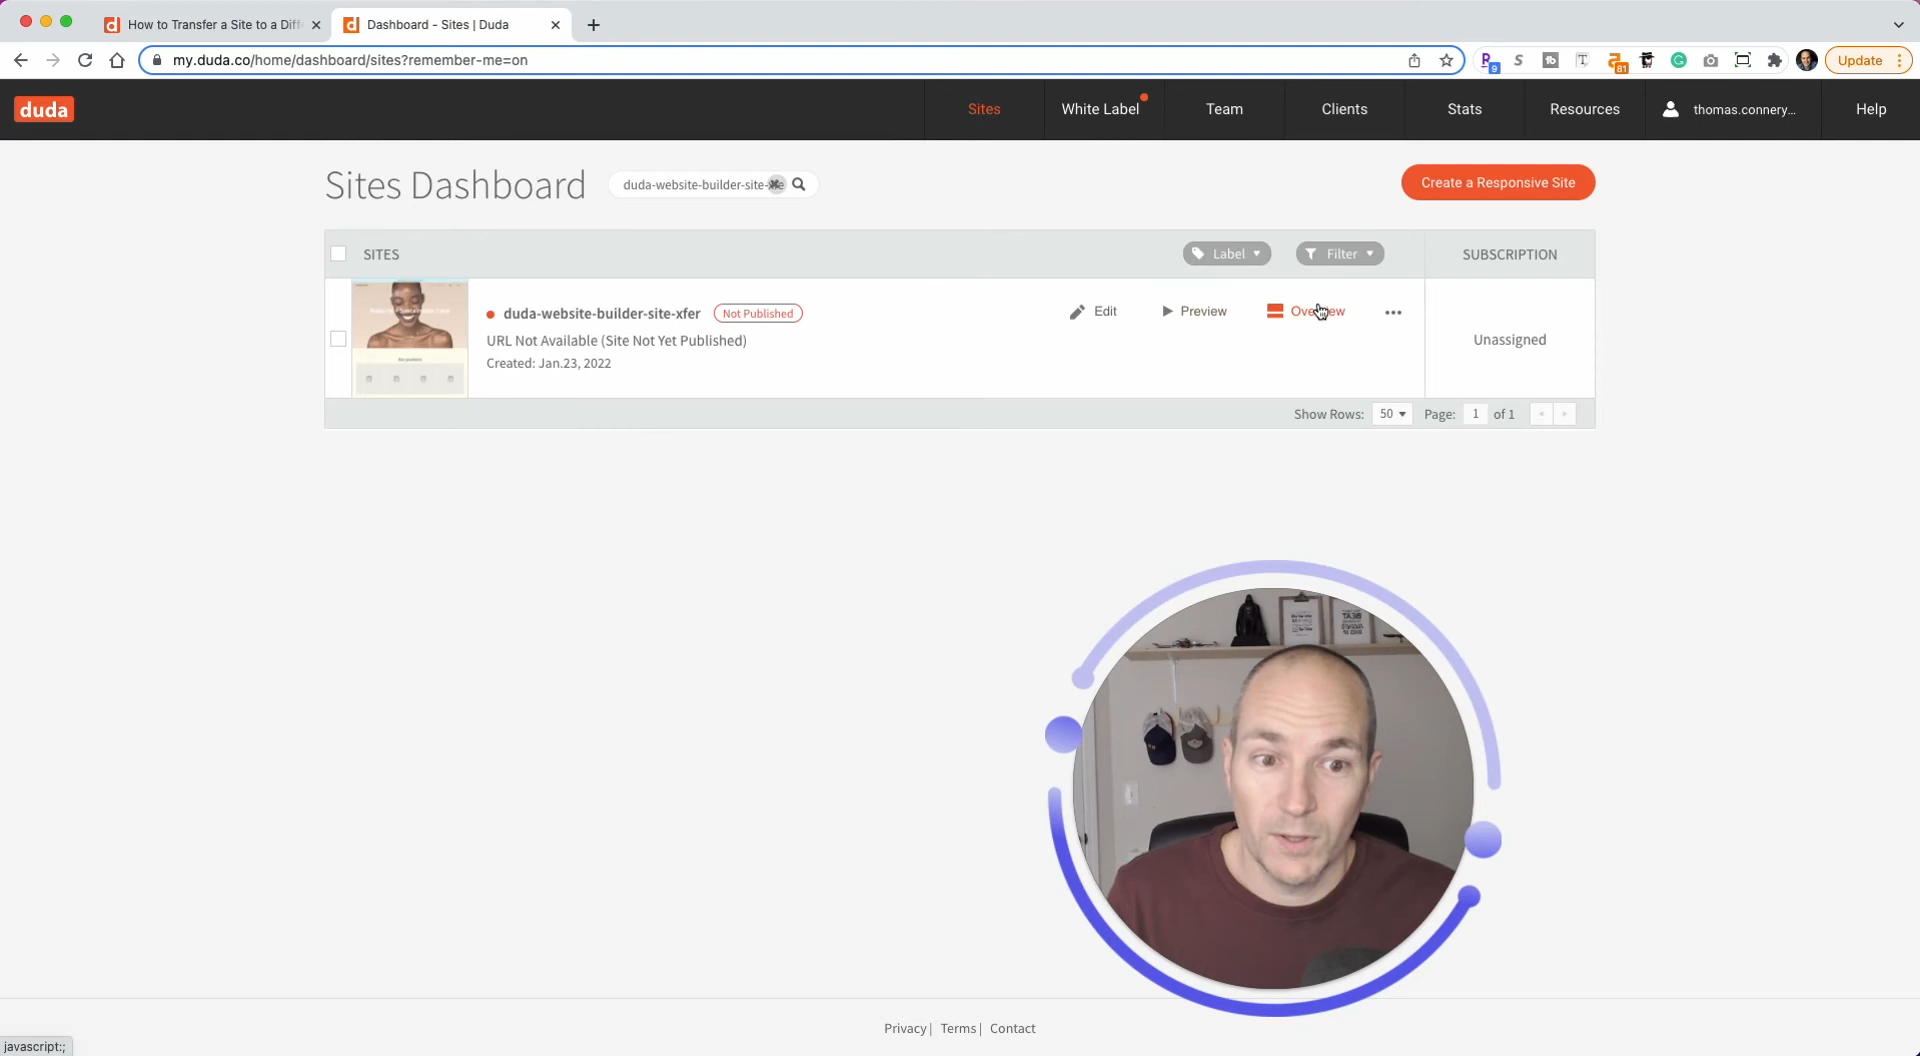 How to Transfer a Site to a Diff
Dashboard - Sites | Duda
my.duda.co/home/dashboard/sites?remember-me=on
9
81
Update
duda
Sites
White Label
Team
Clients
Stats
Resources
thomas.connery...
Help
Sites Dashboard
duda-website-builder-site-xfe
Create a Responsive Site
SITES
Label
Filter
SUBSCRIPTION
duda-website-builder-site-xfer
Not Published
Edit
Preview
Overview
URL Not Available (Site Not Yet Published)
Unassigned
Created: Jan.23, 2022
Show Rows: 50
Page: 1 of 1
Privacy | Terms | Contact
javascript:;